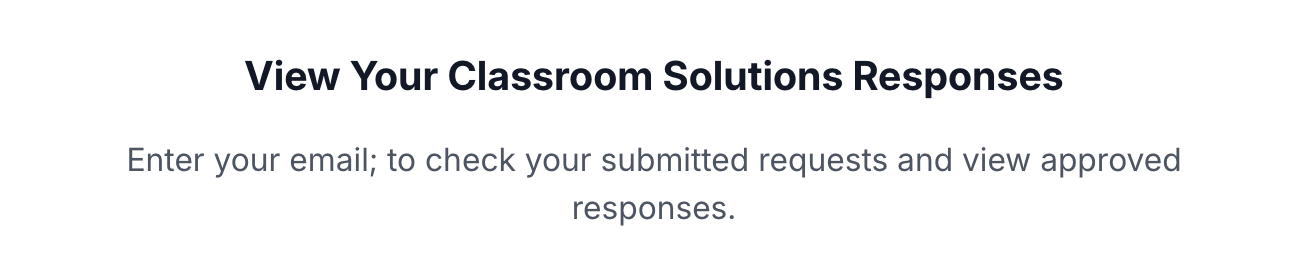 View Your Classroom Solutions Responses
Enter your email; to check your submitted requests and view approved
responses.